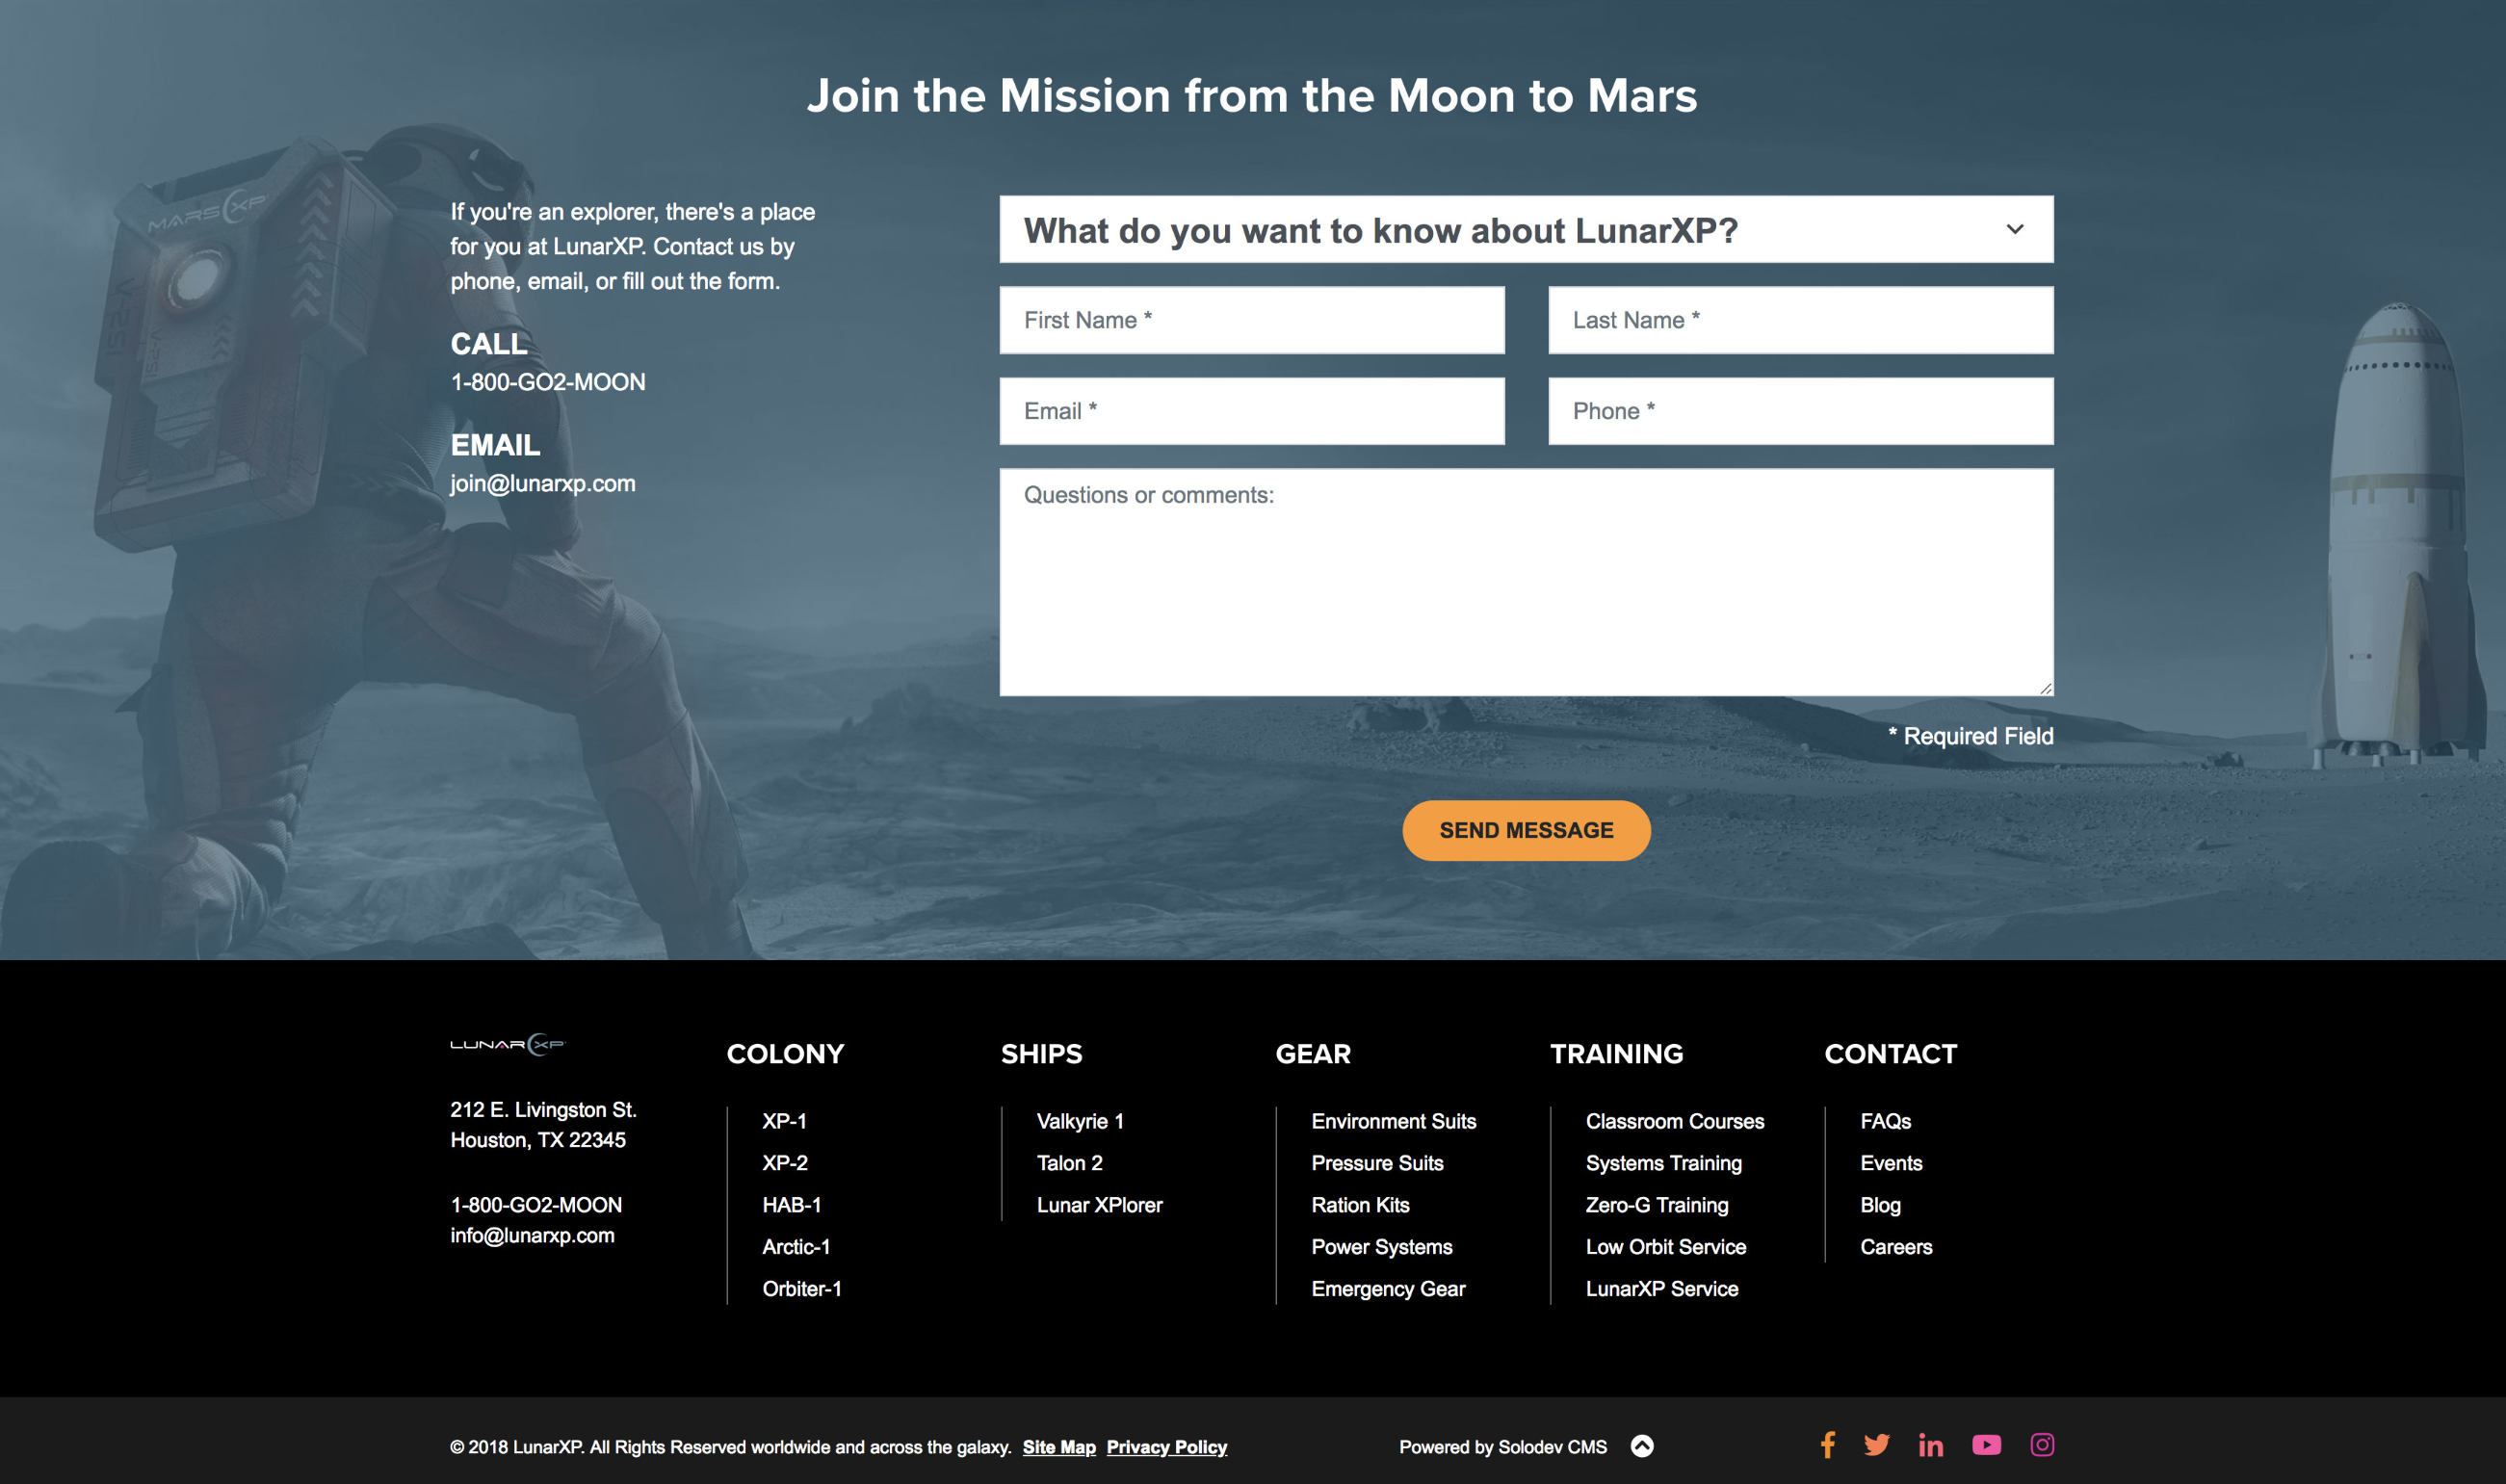 Join the Mission from the Moon to Mars
MARS XP
V-2SI
V-2SI
If you're an explorer, there's a place
for you at LunarXP. Contact us by
phone, email, or fill out the form.
CALL
1-800-GO2-MOON
EMAIL
join@lunarxp.com
What do you want to know about LunarXP?
First Name *
Last Name *
Email *
Phone *
Questions or comments:
* Required Field
SEND MESSAGE
LUNAR XP
212 E. Livingston St.
Houston, TX 22345
1-800-GO2-MOON
info@lunarxp.com
COLONY
XP-1
XP-2
HAB-1
Arctic-1
Orbiter-1
SHIPS
Valkyrie 1
Talon 2
Lunar XPlorer
GEAR
Environment Suits
Pressure Suits
Ration Kits
Power Systems
Emergency Gear
TRAINING
Classroom Courses
Systems Training
Zero-G Training
Low Orbit Service
LunarXP Service
CONTACT
FAQs
Events
Blog
Careers
© 2018 LunarXP. All Rights Reserved worldwide and across the galaxy. Site Map Privacy Policy
Powered by Solodev CMS